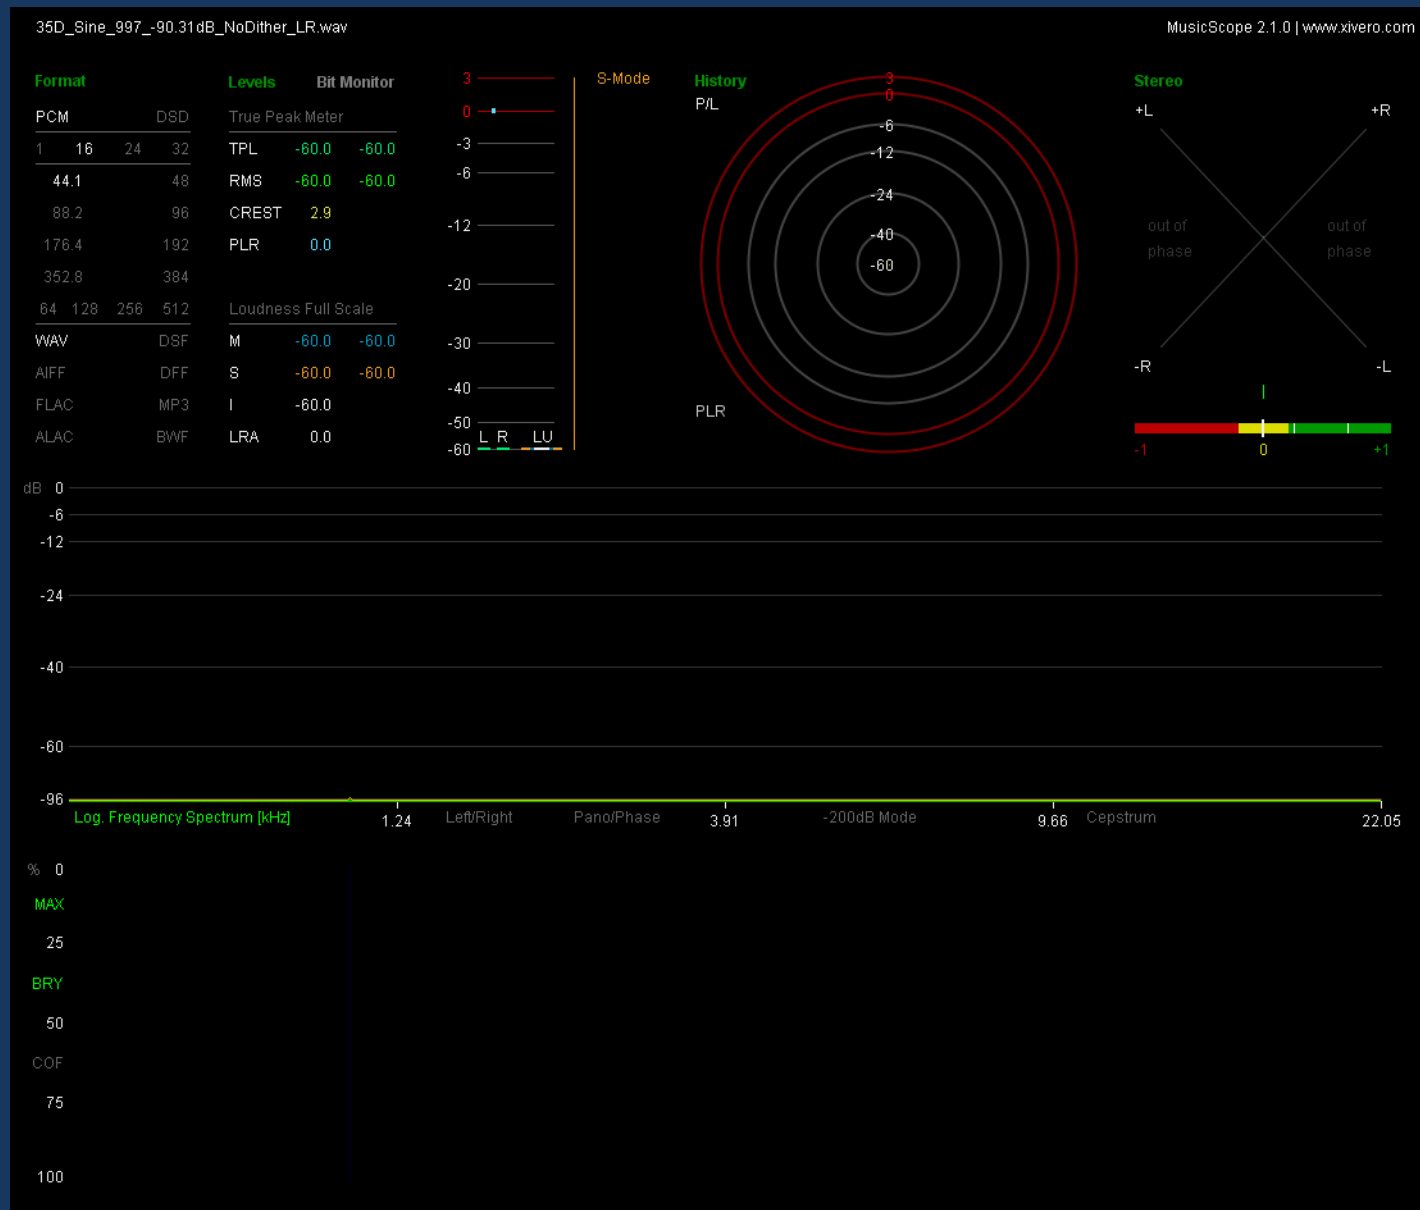 35D_Sine_997_-90.31dB_NoDither_LR.wav
MusicScope 2.1.0 | www.xivero.com
Format
PCM DSD
1 16 24 32
44.1 48
88.2 96
176.4 192
352.8 384
64 128 256 512
WAV DSF
AIFF DFF
FLAC MP3
ALAC BWF
Levels Bit Monitor
True Peak Meter
TPL -60.0 -60.0
RMS -60.0 -60.0
CREST 2.9
PLR 0.0
Loudness Full Scale
M -60.0 -60.0
S -60.0 -60.0
I -60.0
LRA 0.0
3
0
-3
-6
-12
-20
-30
-40
-50
L R LU
-60
S-Mode
History
P/L
3
0
-6
-12
-24
-40
-60
PLR
Stereo
+L +R
out of phase
out of phase
-R -L
-1 0 +1
dB 0
-6
-12
-24
-40
-60
-96
Log. Frequency Spectrum [kHz] 1.24 Left/Right Pano/Phase 3.91 -200dB Mode 9.66 Cepstrum 22.05
% 0
MAX
25
BRY
50
COF
75
100